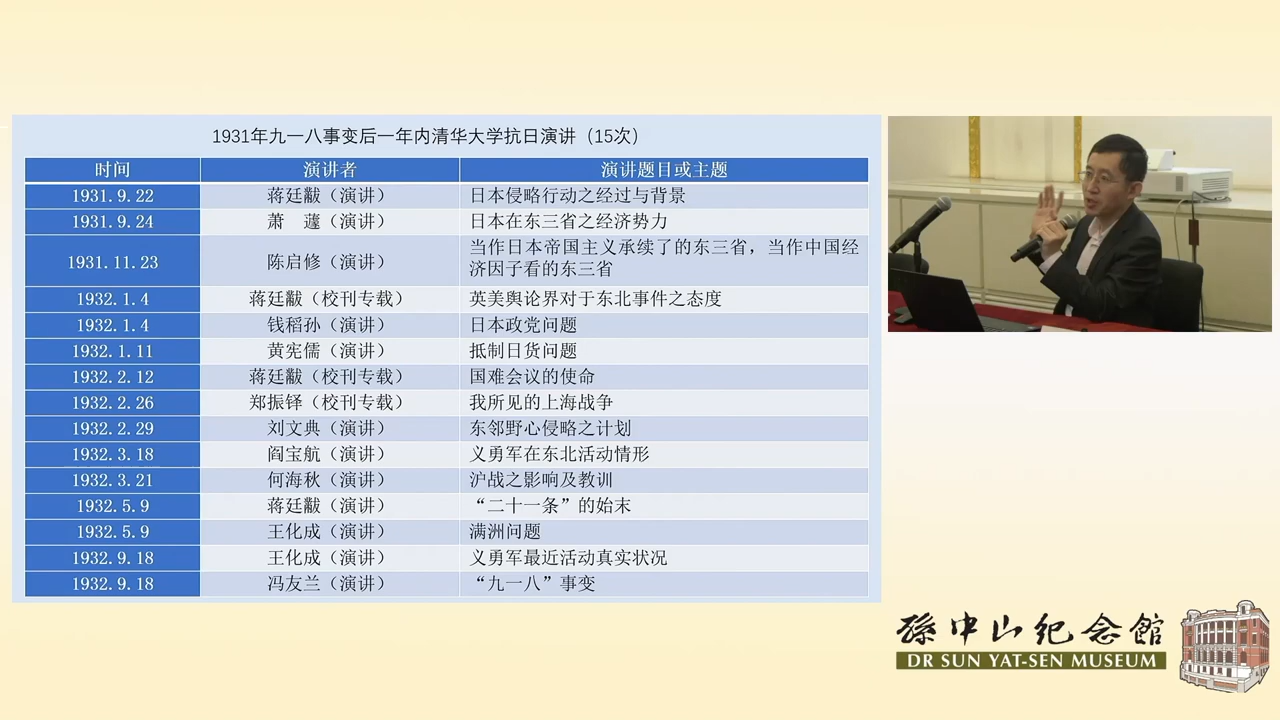 1931年九一八事变后一年内清华大学抗日演讲（15次）
时间 演讲者 演讲题目或主题
1931.9.22 蒋廷黻（演讲） 日本侵略行动之经过与背景
1931.9.24 萧　蘧（演讲） 日本在东三省之经济势力
1931.11.23 陈启修（演讲） 当作日本帝国主义承续了的东三省，当作中国经
济因子看的东三省
1932.1.4 蒋廷黻（校刊专载） 英美舆论界对于东北事件之态度
1932.1.4 钱稻孙（演讲） 日本政党问题
1932.1.11 黄宪儒（演讲） 抵制日货问题
1932.2.12 蒋廷黻（校刊专载） 国难会议的使命
1932.2.26 郑振铎（校刊专载） 我所见的上海战争
1932.2.29 刘文典（演讲） 东邻野心侵略之计划
1932.3.18 阎宝航（演讲） 义勇军在东北活动情形
1932.3.21 何海秋（演讲） 沪战之影响及教训
1932.5.9 蒋廷黻（演讲） “二十一条”的始末
1932.5.9 王化成（演讲） 满洲问题
1932.9.18 王化成（演讲） 义勇军最近活动真实状况
1932.9.18 冯友兰（演讲） “九一八”事变
孫中山紀念館
DR SUN YAT-SEN MUSEUM